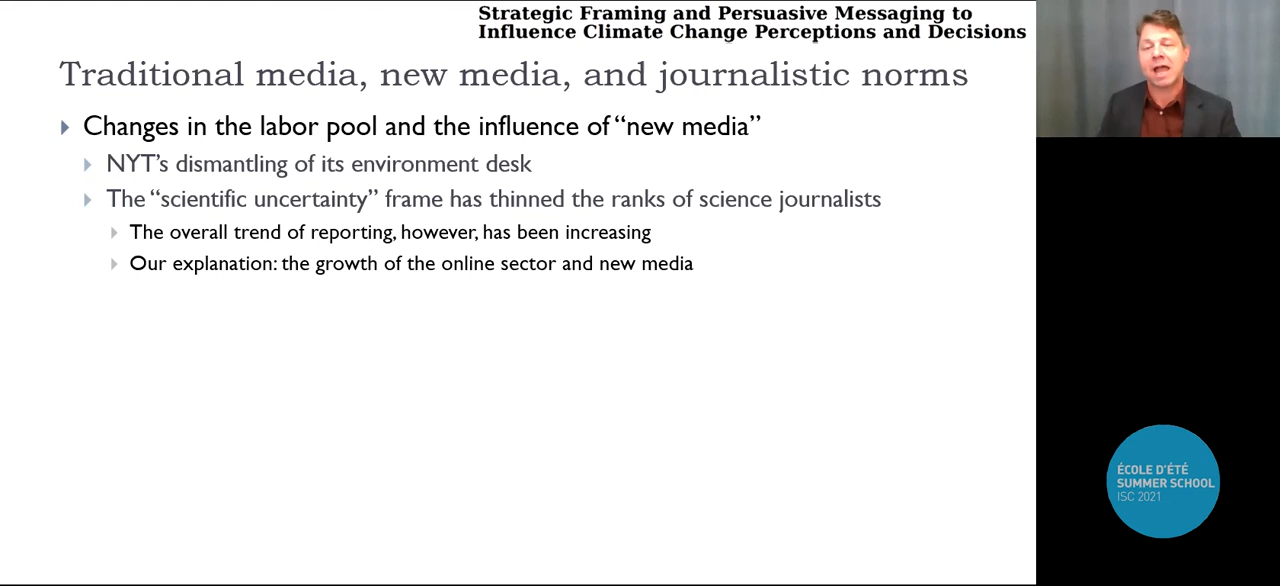 Strategic Framing and Persuasive Messaging to
Influence Climate Change Perceptions and Decisions
Traditional media, new media, and journalistic norms
Changes in the labor pool and the influence of “new media”
NYT’s dismantling of its environment desk
The “scientific uncertainty” frame has thinned the ranks of science journalists
The overall trend of reporting, however, has been increasing
Our explanation: the growth of the online sector and new media
ÉCOLE D’ÉTÉ
SUMMER SCHOOL
ISC 2021